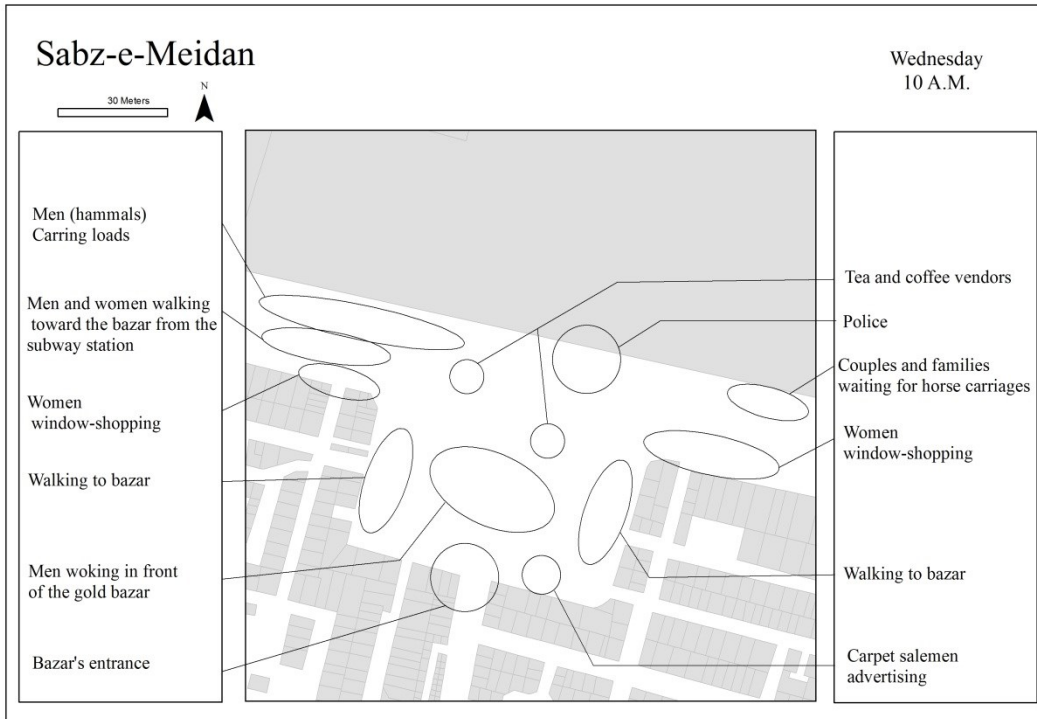 Sabz-e-Meidan
Wednesday
10 A.M.
30 Meters
N
Men (hammals)
Carring loads
Men and women walking
toward the bazar from the
subway station
Women
window-shopping
Walking to bazar
Men woking in front
of the gold bazar
Bazar's entrance
Tea and coffee vendors
Police
Couples and families
waiting for horse carriages
Women
window-shopping
Walking to bazar
Carpet salemen
advertising